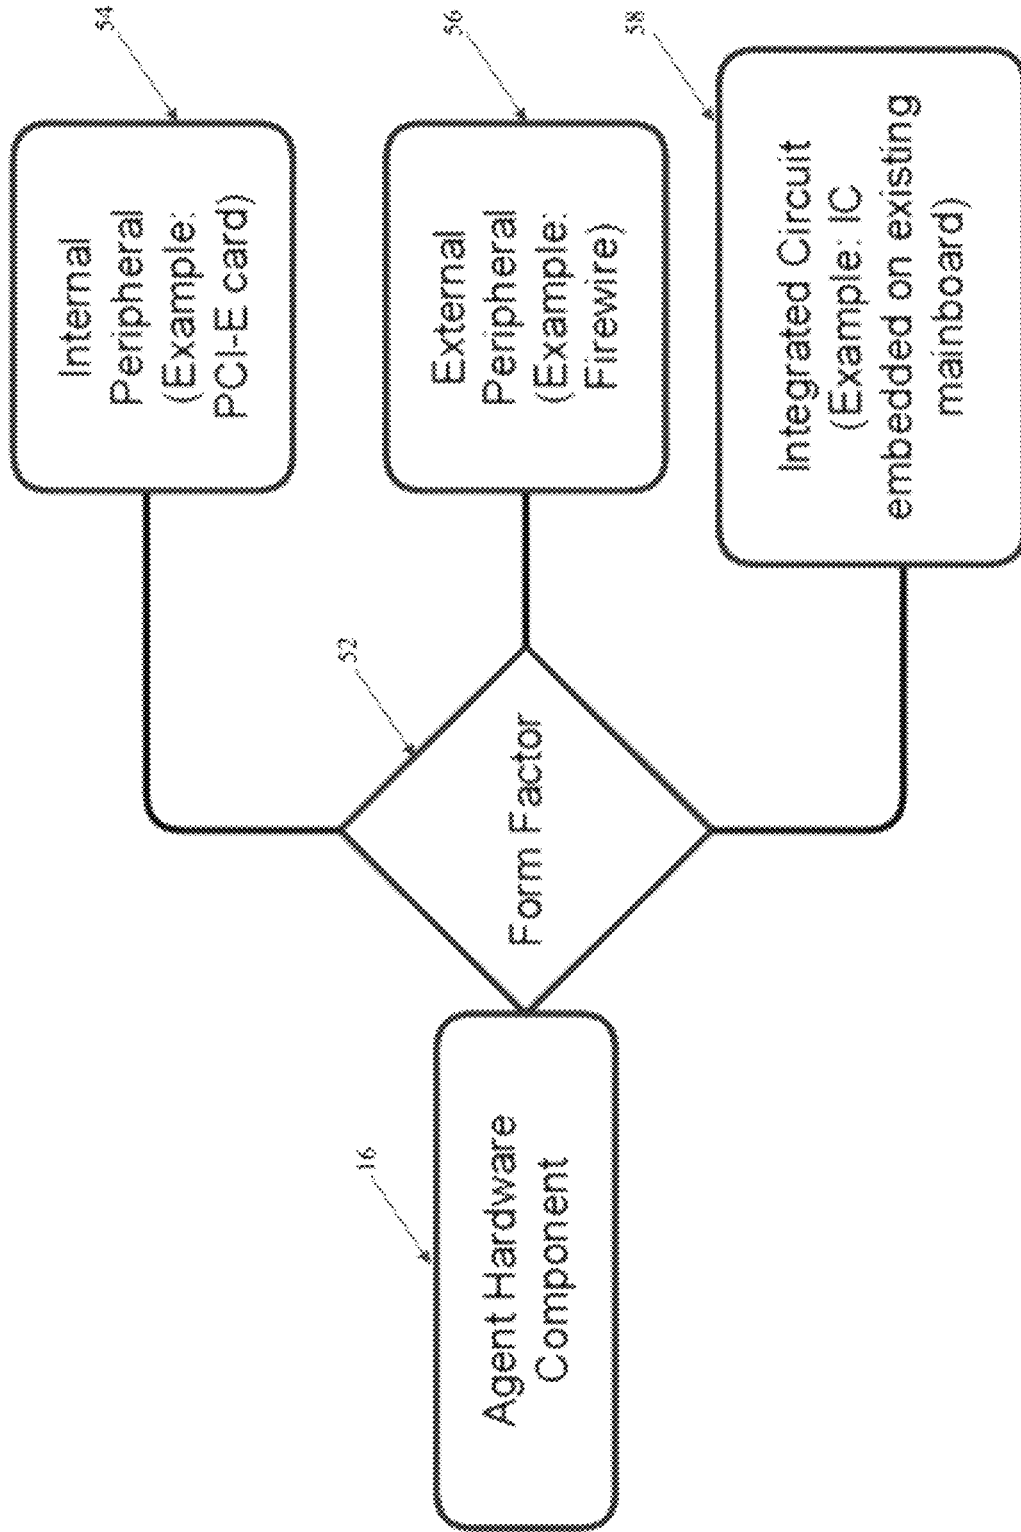 16
Agent Hardware
Component
52
Form Factor
54
Internal
Peripheral
(Example:
PCI-E card)
56
External
Peripheral
(Example:
Firewire)
58
Integrated Circuit
(Example: IC
embedded on existing
mainboard)